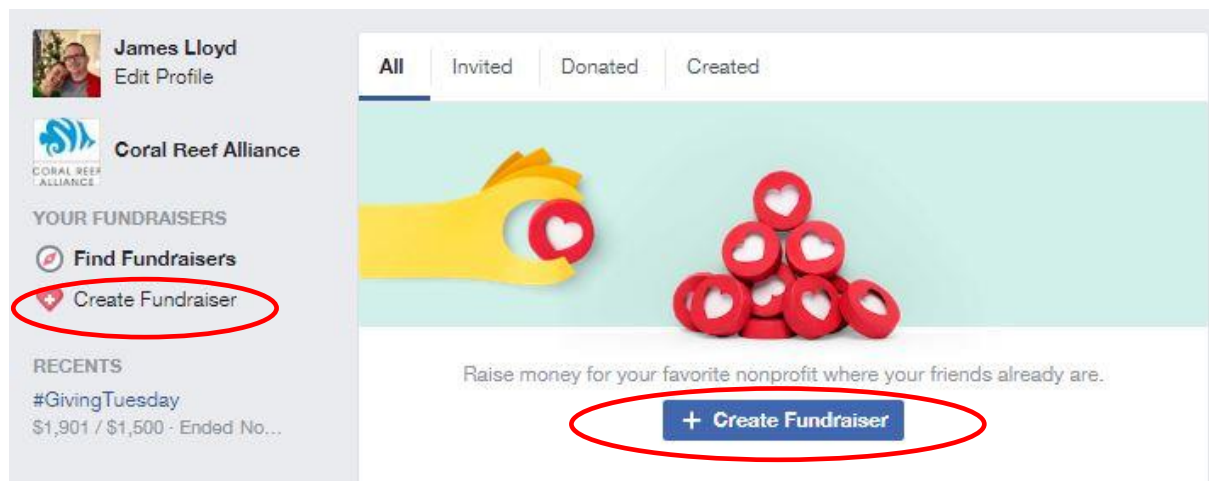 James Lloyd
Edit Profile
CORAL REEF
ALLIANCE
Coral Reef Alliance
YOUR FUNDRAISERS
Find Fundraisers
Create Fundraiser
RECENTS
#GivingTuesday
$1,901 / $1,500 · Ended No...
All Invited Donated Created
Raise money for your favorite nonprofit where your friends already are.
+ Create Fundraiser